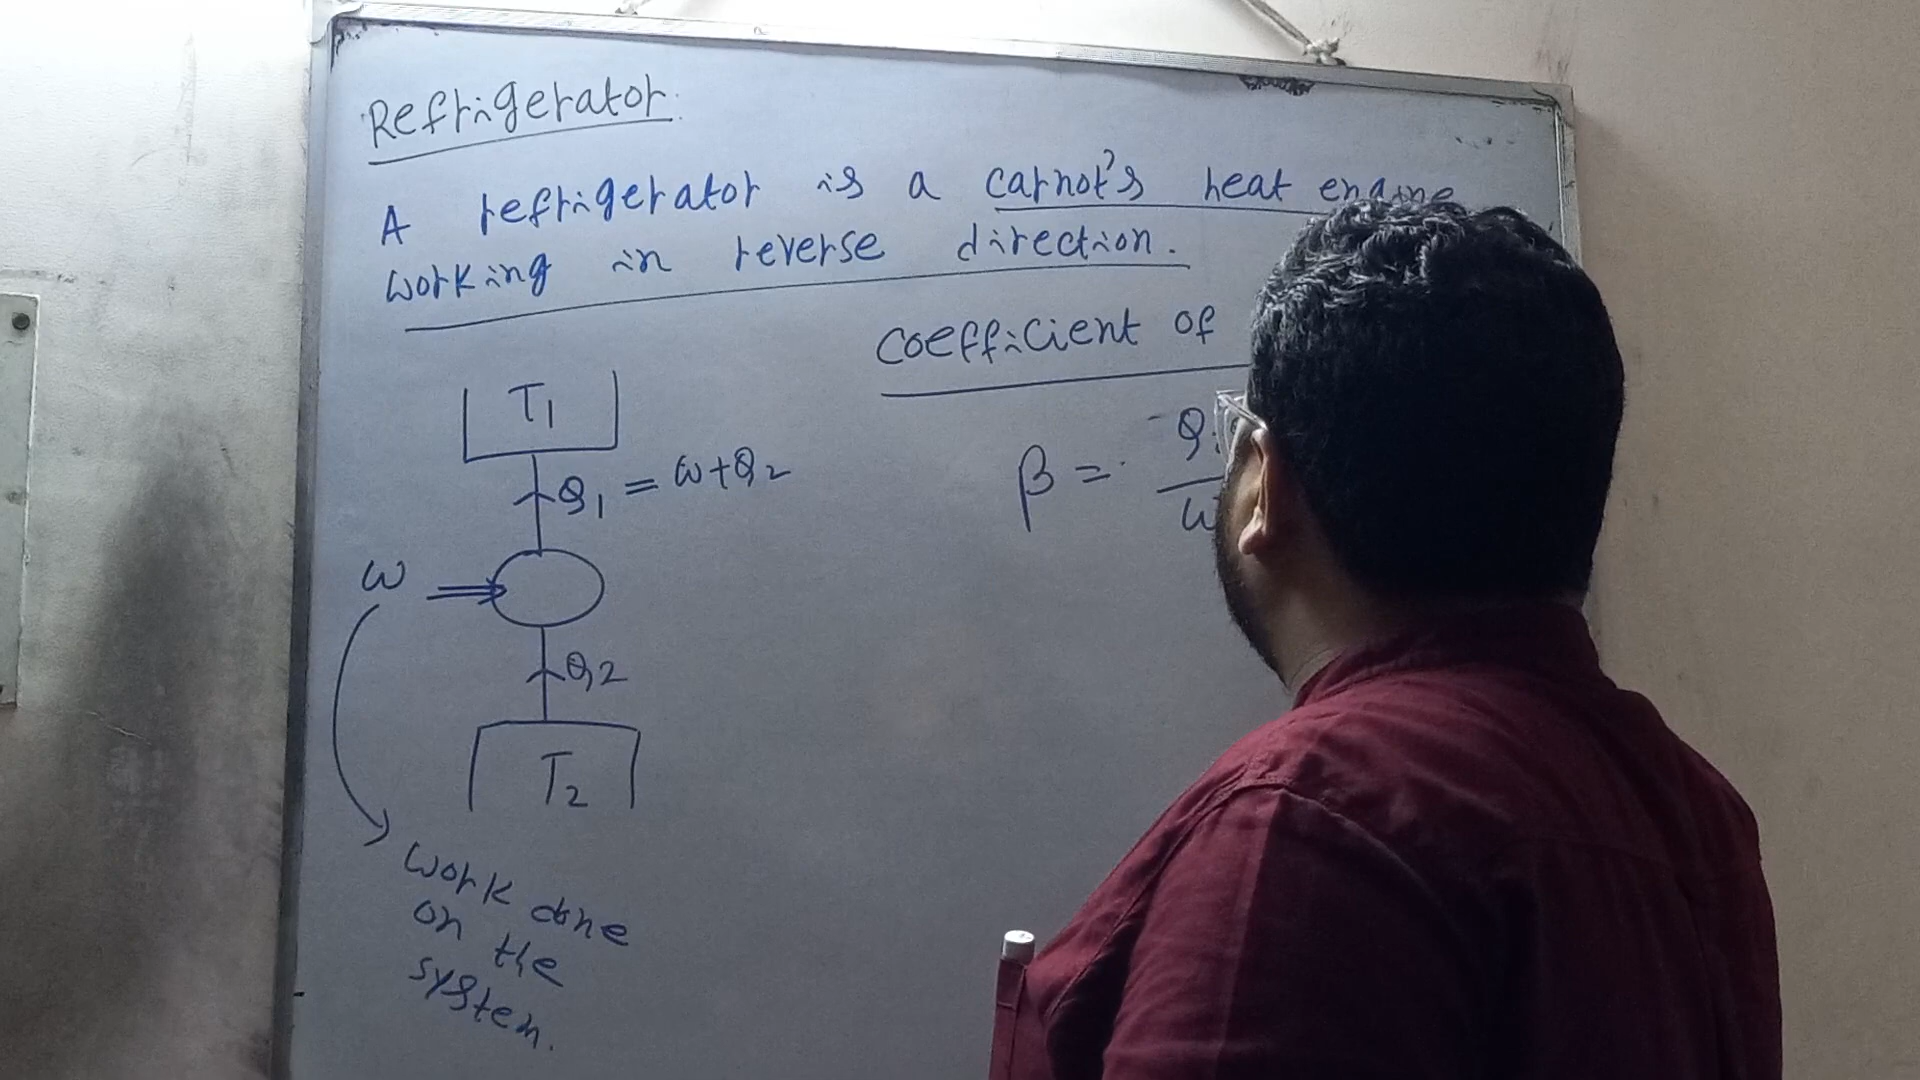 Refrigerator.
A refrigerator is a carnot's heat engine
working in reverse direction.
coefficient of
T1
Q1 = W+Q2
β =
W
Q2
T2
work done
on the
system.